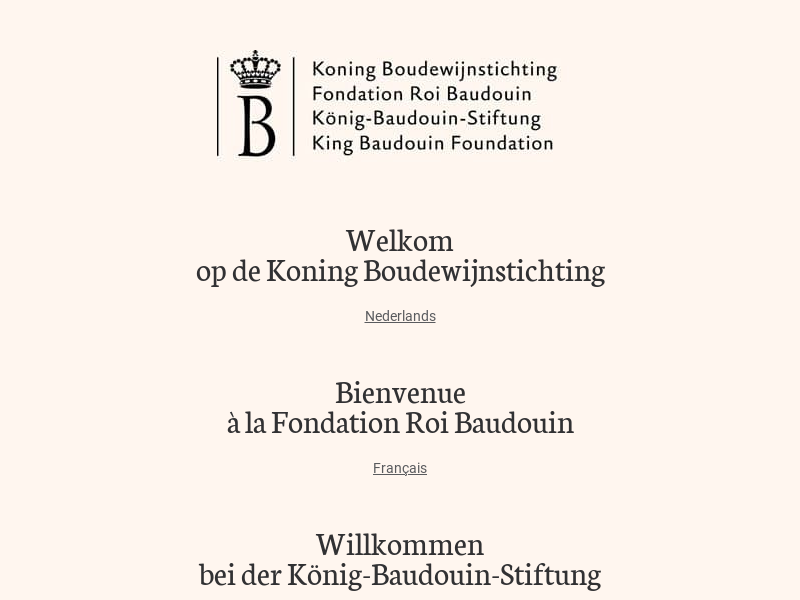 B
Koning Boudewijnstichting
Fondation Roi Baudouin
König-Baudouin-Stiftung
King Baudouin Foundation
Welkom
op de Koning Boudewijnstichting
Nederlands
Bienvenue
à la Fondation Roi Baudouin
Français
Willkommen
bei der König-Baudouin-Stiftung